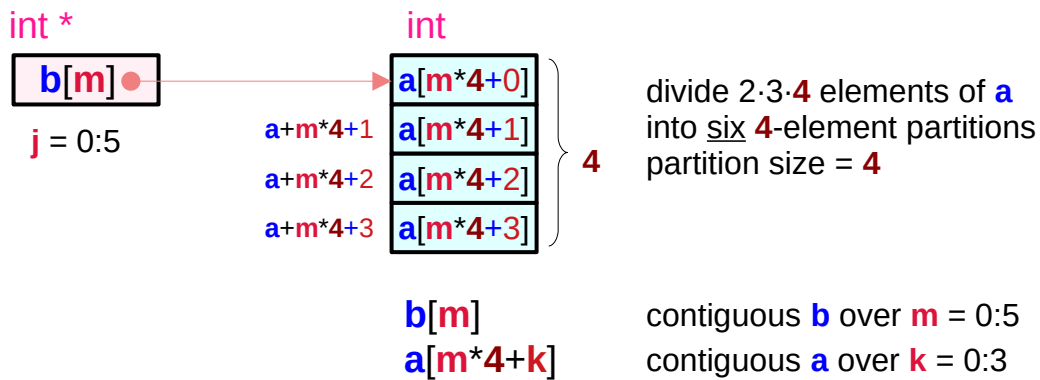 int *
int
b[m]
a[m*4+0]
j = 0:5
a+m*4+1
a[m*4+1]
a+m*4+2
a[m*4+2]
a+m*4+3
a[m*4+3]
4
divide 2·3·4 elements of a
into six 4-element partitions
partition size = 4
b[m]
contiguous b over m = 0:5
a[m*4+k]
contiguous a over k = 0:3